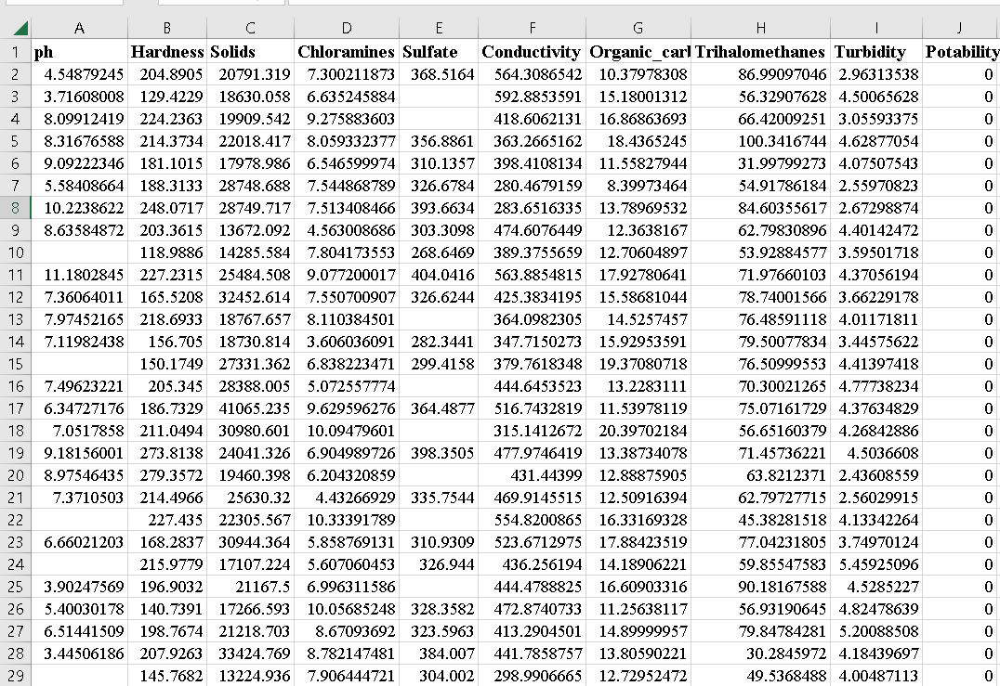 A B C D E F G H I J
1 ph Hardness Solids Chloramines Sulfate Conductivity Organic_carl Trihalomethanes Turbidity Potability
2 4.54879245 204.8905 20791.319 7.300211873 368.5164 564.3086542 10.37978308 86.99097046 2.96313538 0
3 3.71608008 129.4229 18630.058 6.635245884 592.8853591 15.18001312 56.32907628 4.50065628 0
4 8.09912419 224.2363 19909.542 9.275883603 418.6062131 16.86863693 66.42009251 3.05593375 0
5 8.31676588 214.3734 22018.417 8.059332377 356.8861 363.2665162 18.4365245 100.3416744 4.62877054 0
6 9.09222346 181.1015 17978.986 6.546599974 310.1357 398.4108134 11.55827944 31.99799273 4.07507543 0
7 5.58408664 188.3133 28748.688 7.544868789 326.6784 280.4679159 8.39973464 54.91786184 2.55970823 0
8 10.2238622 248.0717 28749.717 7.513408466 393.6634 283.6516335 13.78969532 84.60355617 2.67298874 0
9 8.63584872 203.3615 13672.092 4.563008686 303.3098 474.6076449 12.3638167 62.79830896 4.40142472 0
10 118.9886 14285.584 7.804173553 268.6469 389.3755659 12.70604897 53.92884577 3.59501718 0
11 11.1802845 227.2315 25484.508 9.077200017 404.0416 563.8854815 17.92780641 71.97660103 4.37056194 0
12 7.36064011 165.5208 32452.614 7.550700907 326.6244 425.3834195 15.58681044 78.74001566 3.66229178 0
13 7.97452165 218.6933 18767.657 8.110384501 364.0982305 14.5257457 76.48591118 4.01171811 0
14 7.11982438 156.705 18730.814 3.606036091 282.3441 347.7150273 15.92953591 79.50077834 3.44575622 0
15 150.1749 27331.362 6.838223471 299.4158 379.7618348 19.37080718 76.50999553 4.41397418 0
16 7.49623221 205.345 28388.005 5.072557774 444.6453523 13.2283111 70.30021265 4.77738234 0
17 6.34727176 186.7329 41065.235 9.629596276 364.4877 516.7432819 11.53978119 75.07161729 4.37634829 0
18 7.0517858 211.0494 30980.601 10.09479601 315.1412672 20.39702184 56.65160379 4.26842886 0
19 9.18156001 273.8138 24041.326 6.904989726 398.3505 477.9746419 13.38734078 71.45736221 4.5036608 0
20 8.97546435 279.3572 19460.398 6.204320859 431.44399 12.88875905 63.8212371 2.43608559 0
21 7.3710503 214.4966 25630.32 4.43266929 335.7544 469.9145515 12.50916394 62.79727715 2.56029915 0
22 227.435 22305.567 10.33391789 554.8200865 16.33169328 45.38281518 4.13342264 0
23 6.66021203 168.2837 30944.364 5.858769131 310.9309 523.6712975 17.88423519 77.04231805 3.74970124 0
24 215.9779 17107.224 5.607060453 326.944 436.256194 14.18906221 59.85547583 5.45925096 0
25 3.90247569 196.9032 21167.5 6.996311586 444.4788825 16.60903316 90.18167588 4.5285227 0
26 5.40030178 140.7391 17266.593 10.05685248 328.3582 472.8740733 11.25638117 56.93190645 4.82478639 0
27 6.51441509 198.7674 21218.703 8.67093692 323.5963 413.2904501 14.89999957 79.84784281 5.20088508 0
28 3.44506186 207.9263 33424.769 8.782147481 384.007 441.7858757 13.80590221 30.2845972 4.18439697 0
29 145.7682 13224.936 7.906444721 304.002 298.9906665 12.72952472 49.5368488 4.00487113 0